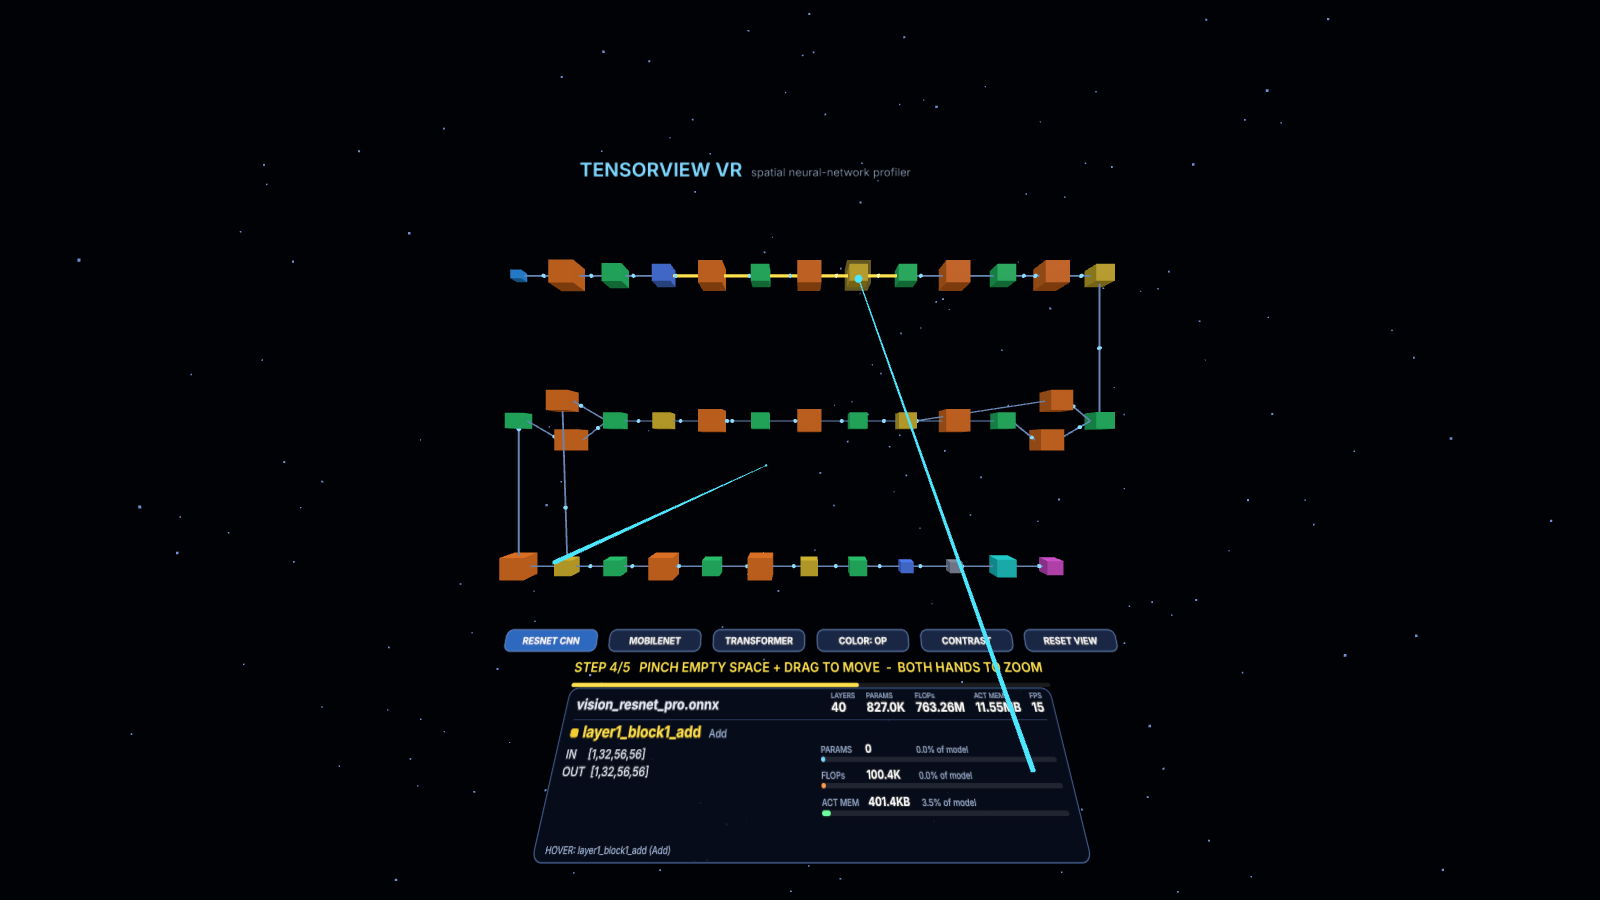 TENSORVIEW VR spatial neural-network profiler
RESNET CNN MOBILENET TRANSFORMER COLOR: OP CONTRAST RESET VIEW
STEP 4/5 PINCH EMPTY SPACE + DRAG TO MOVE - BOTH HANDS TO ZOOM
LAYERS PARAMS FLOPs ACT MEM FPS
vision_resnet_pro.onnx 40 827.0K 763.26M 11.55MB 15
layer1_block1_add Add
IN [1,32,56,56]
OUT [1,32,56,56]
PARAMS 0 0.0% of model
FLOPs 100.4K 0.0% of model
ACT MEM 401.4KB 3.5% of model
HOVER: layer1_block1_add (Add)